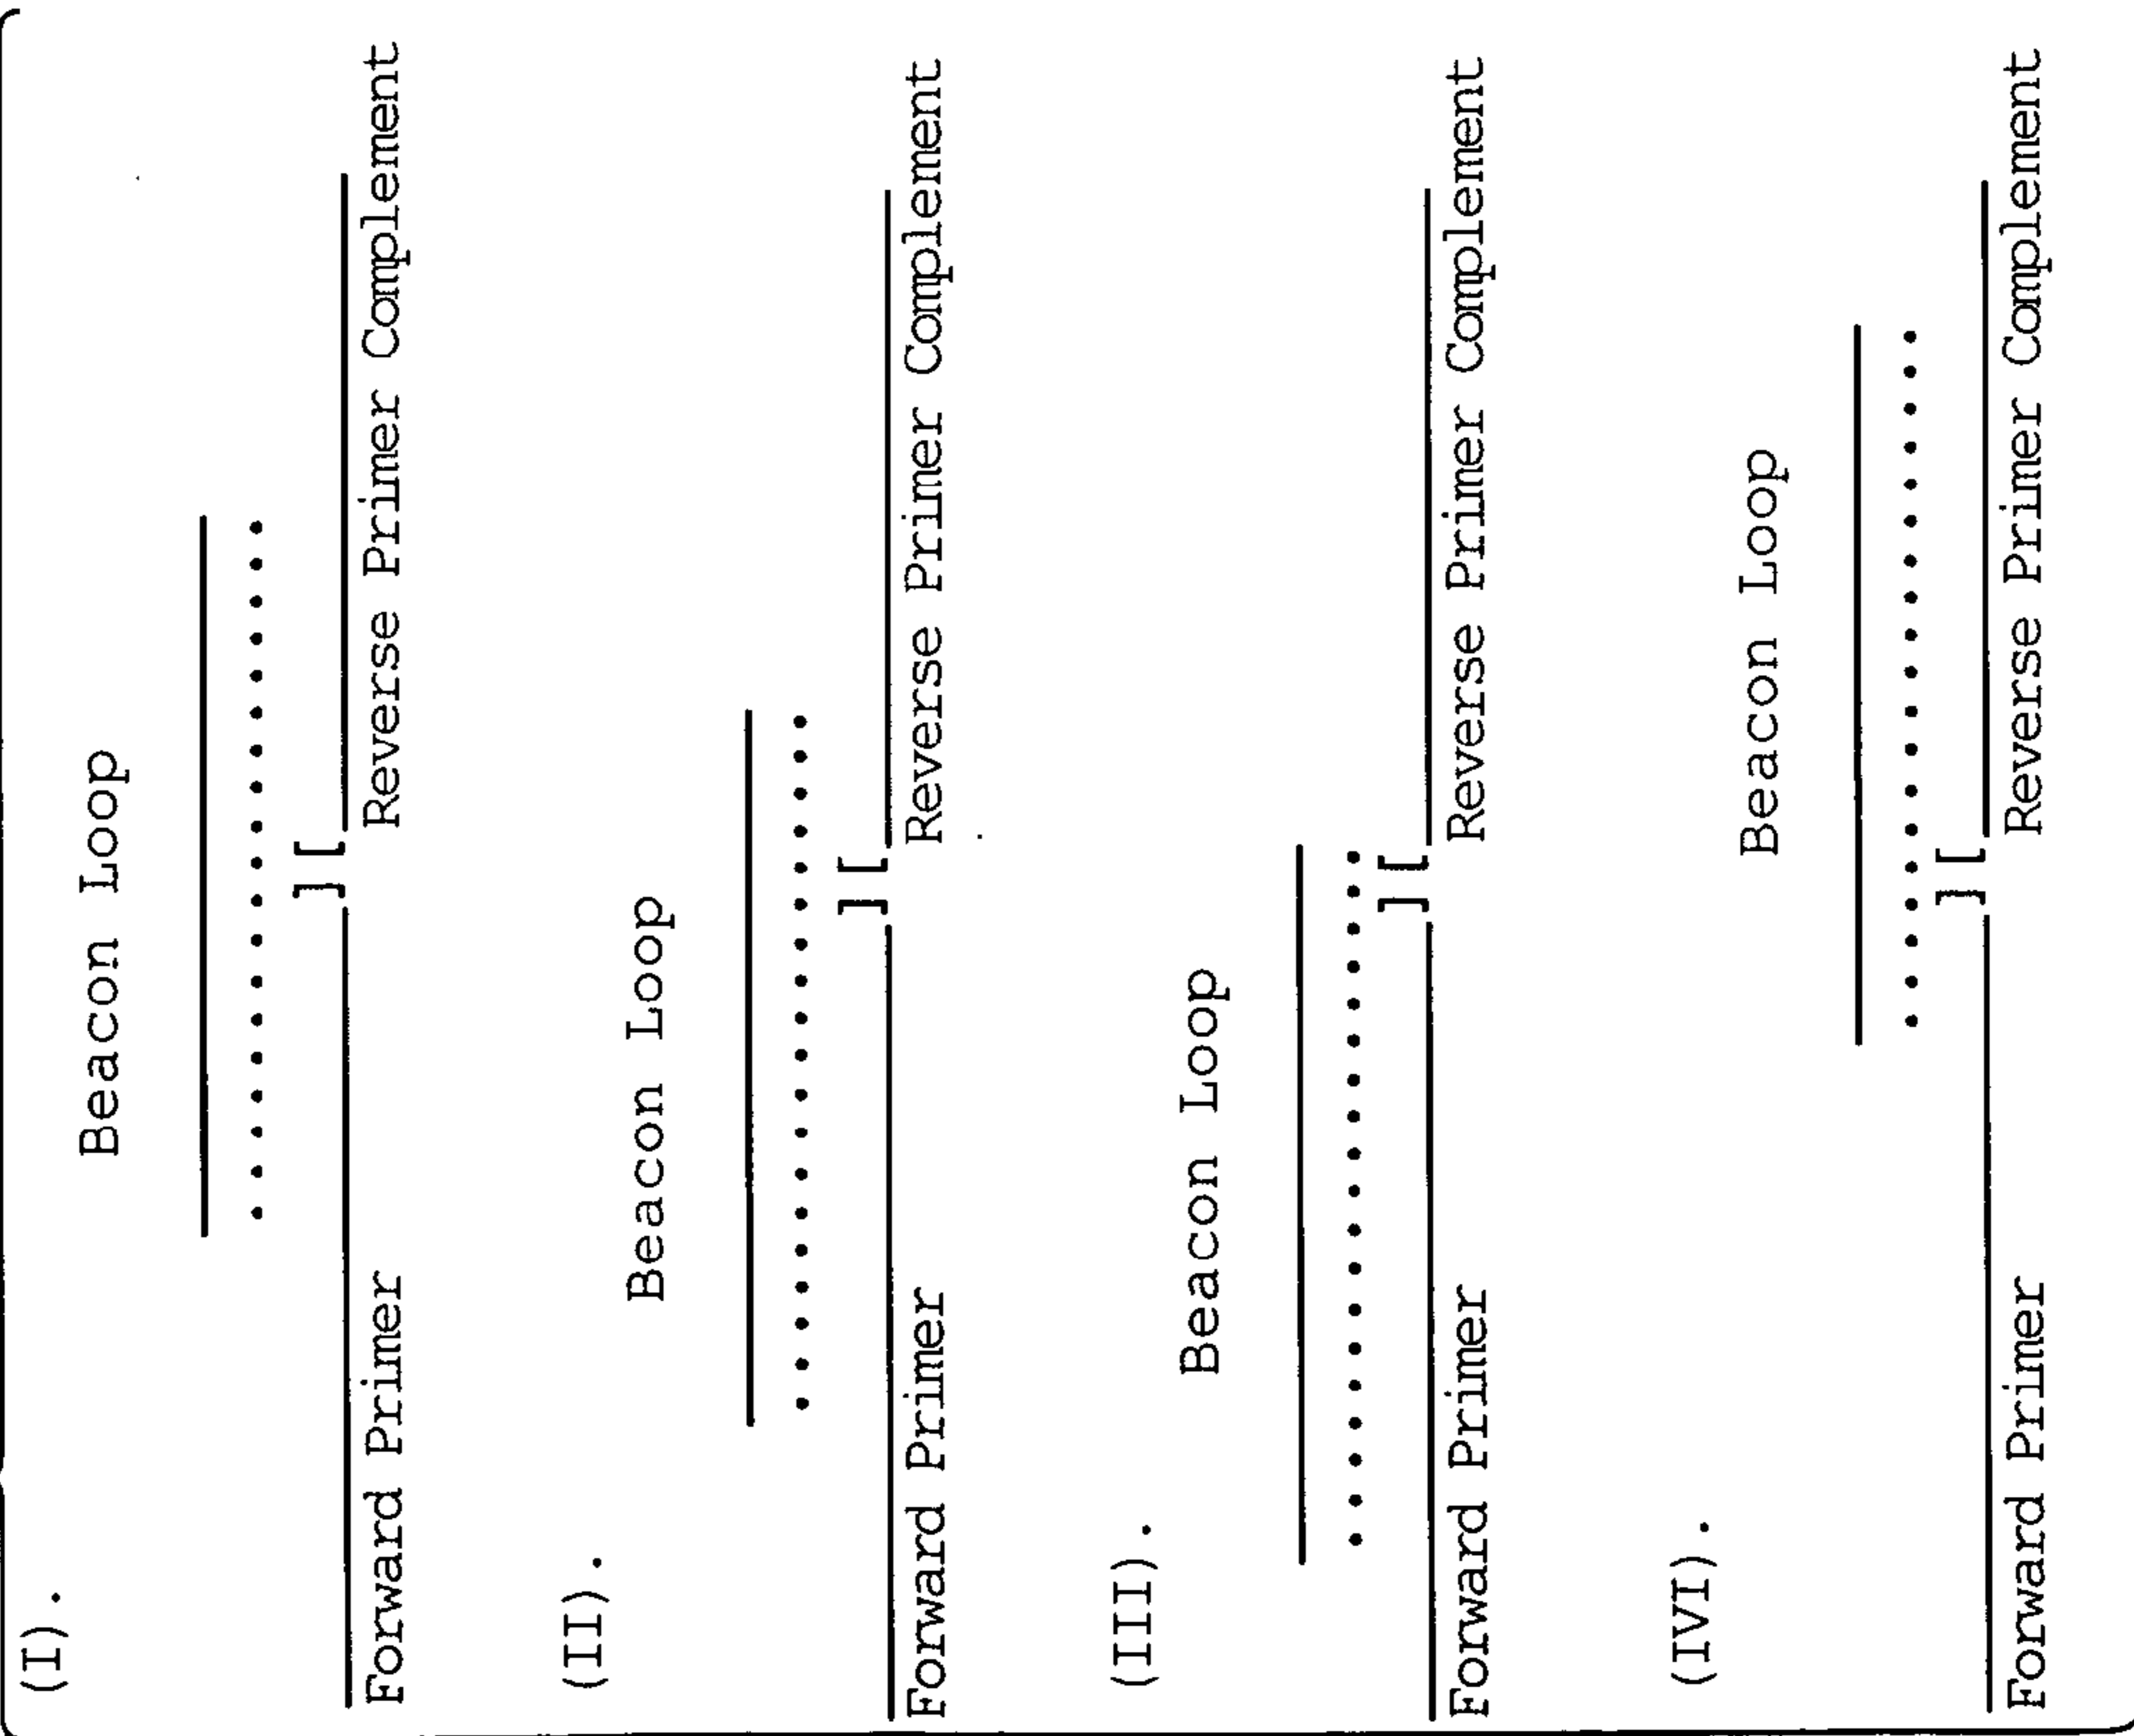 (I).
Beacon Loop
] [
Forward Primer Reverse Primer Complement
(II).
Beacon Loop
] [
Forward Primer Reverse Primer Complement
(III).
Beacon Loop
] [
Forward Primer Reverse Primer Complement
(IVI).
Beacon Loop
] [
Forward Primer Reverse Primer Complement